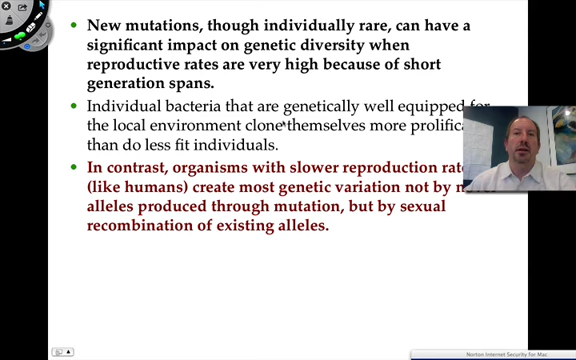 New mutations, though individually rare, can have a
significant impact on genetic diversity when
reproductive rates are very high because of short
generation spans.
Individual bacteria that are genetically well equipped for
the local environment clone themselves more prolifica
than do less fit individuals.
In contrast, organisms with slower reproduction rate
(like humans) create most genetic variation not by n
alleles produced through mutation, but by sexual
recombination of existing alleles.
Norton Internet Security for Mac